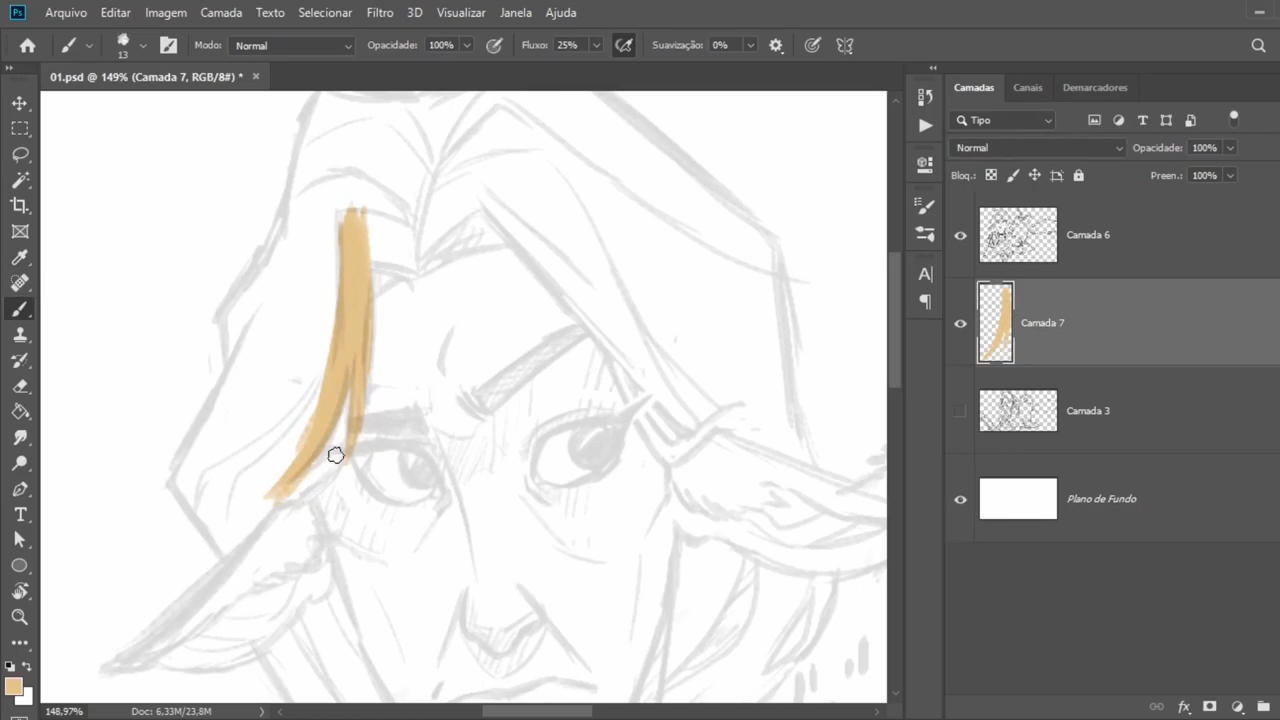 Ps Arquivo Editar Imagem Camada Texto Selecionar Filtro 3D Visualizar Janela Ajuda
13 Modo: Normal Opacidade: 100% Fluxo: 25% Suavização: 0%
01.psd @ 149% (Camada 7, RGB/8#) * ×
Camadas Canais Demarcadores
Tipo
Normal Opacidade: 100%
Bloq.: Preen.: 100%
Camada 6
Camada 7
Camada 3
Plano de Fundo
148,97% Doc: 6,33M/23,8M